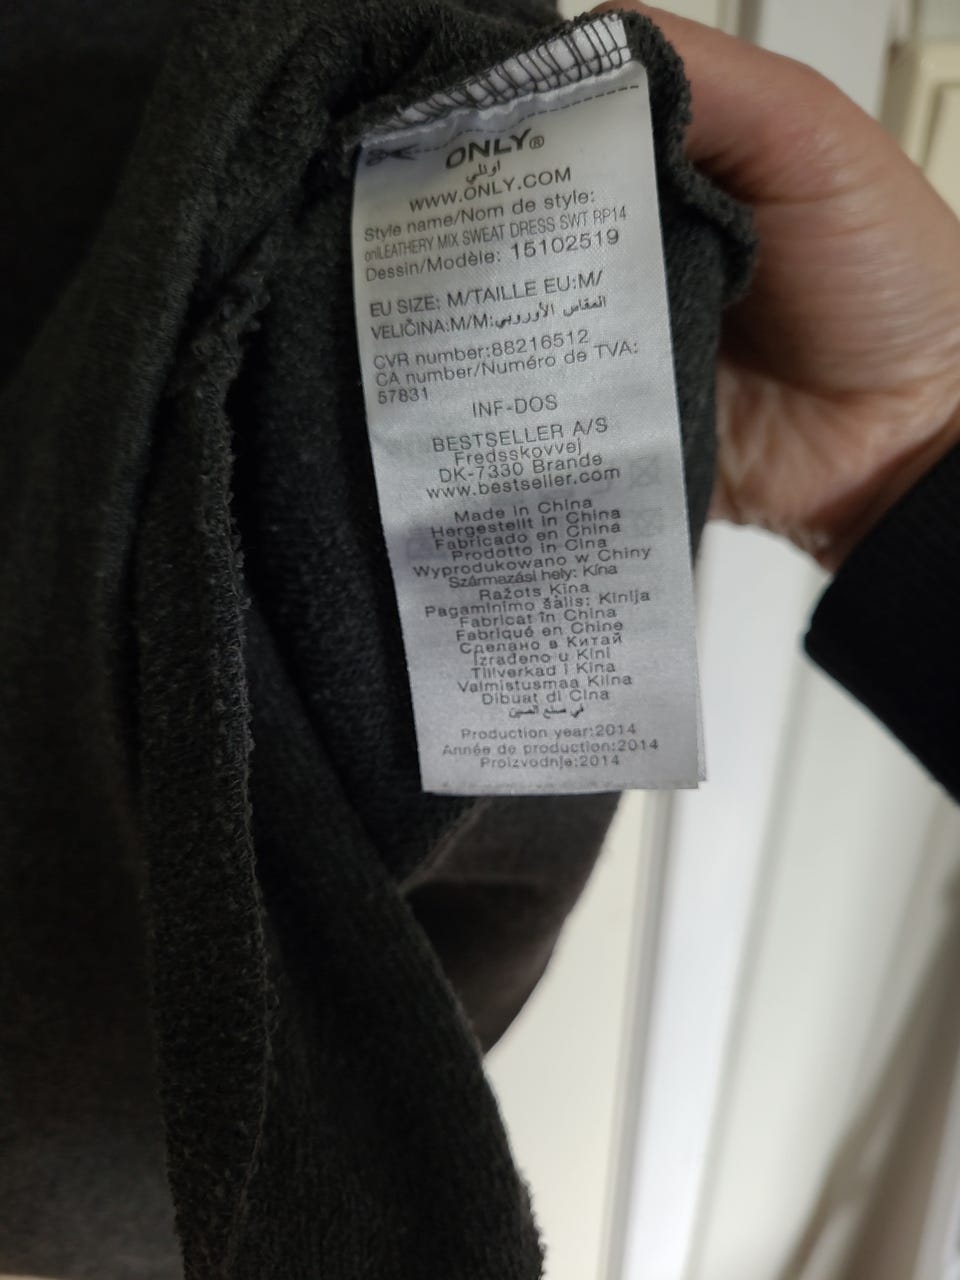 ONLY®
اونلي
WWW.ONLY.COM
Style name/Nom de style:
onlLEATHERY MIX SWEAT DRESS SWT RP14
Dessin/Modèle: 15102519
EU SIZE: M/TAILLE EU:M/
VELIČINA:M/M:المقاس الأوروبي
CVR number:88216512
CA number/Numéro de TVA:
57831
INF-DOS
BESTSELLER A/S
Fredsskovvej
DK-7330 Brande
www.bestseller.com
Made in China
Hergestellt in China
Fabricado en China
Prodotto in Cina
Wyprodukowano w Chiny
Származási hely: Kína
Ražots Ķīna
Pagaminimo šalis: Kinija
Fabricat în China
Fabriqué en Chine
Сделано в Китай
Izrađeno u Kini
Tillverkad i Kina
Valmistusmaa Kiina
Dibuat di Cina
في صنع الصين
Production year:2014
Année de production:2014
Proizvodnje:2014